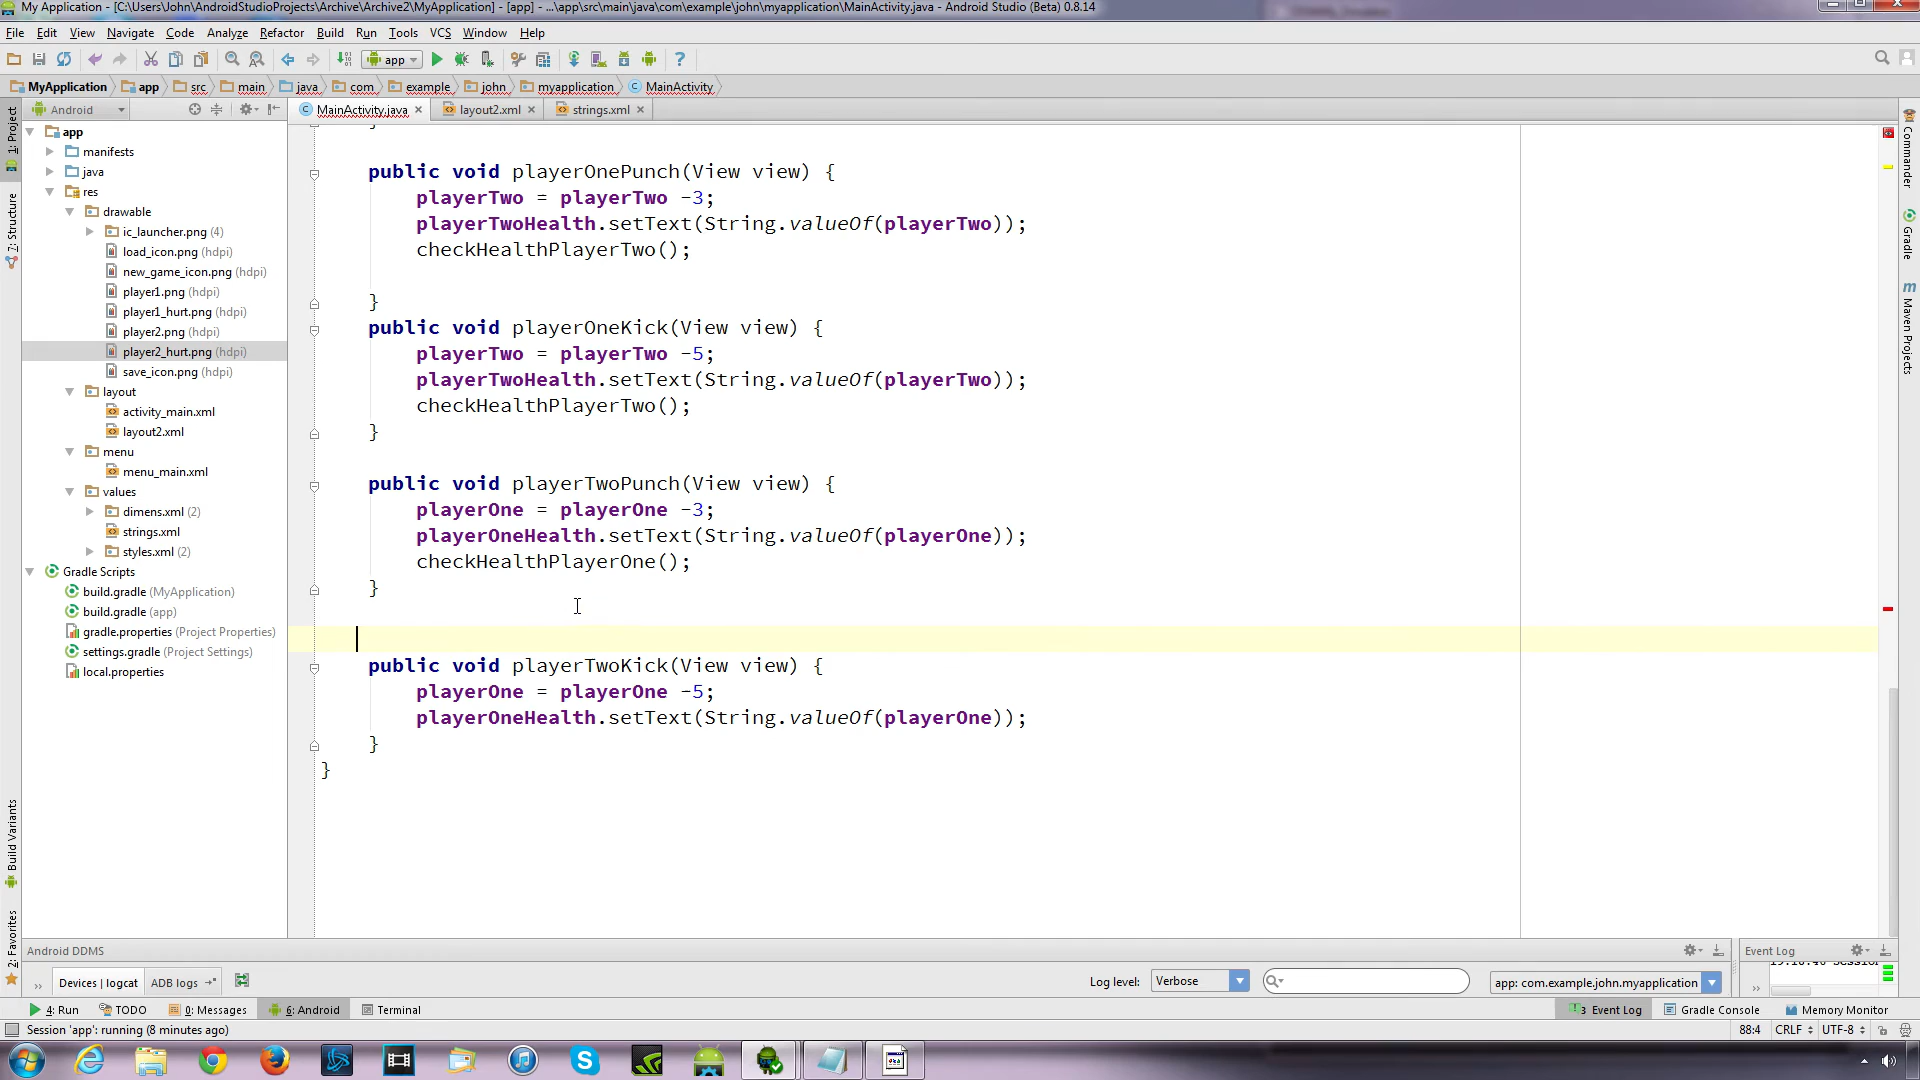 My Application - [C:\Users\John\AndroidStudioProjects\Archive\Archive2\MyApplication] - [app] - ...\app\src\main\java\com\example\john\myapplication\MainActivity.java - Android Studio (Beta) 0.8.14
File Edit View Navigate Code Analyze Refactor Build Run Tools VCS Window Help
app
MyApplication app src main java com example john myapplication MainActivity
Android
MainActivity.java layout2.xml strings.xml
1: Project
7: Structure
Build Variants
2: Favorites
app
manifests
java
res
drawable
ic_launcher.png (4)
load_icon.png (hdpi)
new_game_icon.png (hdpi)
player1.png (hdpi)
player1_hurt.png (hdpi)
player2.png (hdpi)
player2_hurt.png (hdpi)
save_icon.png (hdpi)
layout
activity_main.xml
layout2.xml
menu
menu_main.xml
values
dimens.xml (2)
strings.xml
styles.xml (2)
Gradle Scripts
build.gradle (MyApplication)
build.gradle (app)
gradle.properties (Project Properties)
settings.gradle (Project Settings)
local.properties
}
public void playerOnePunch(View view) {
playerTwo = playerTwo -3;
playerTwoHealth.setText(String.valueOf(playerTwo));
checkHealthPlayerTwo();
}
public void playerOneKick(View view) {
playerTwo = playerTwo -5;
playerTwoHealth.setText(String.valueOf(playerTwo));
checkHealthPlayerTwo();
}
public void playerTwoPunch(View view) {
playerOne = playerOne -3;
playerOneHealth.setText(String.valueOf(playerOne));
checkHealthPlayerOne();
}
public void playerTwoKick(View view) {
playerOne = playerOne -5;
playerOneHealth.setText(String.valueOf(playerOne));
}
}
Commander
Gradle
Maven Projects
Android DDMS
Event Log
Devices | logcat ADB logs
Log level: Verbose
app: com.example.john.myapplication
4: Run TODO 0: Messages 6: Android Terminal
3 Event Log Gradle Console Memory Monitor
Session 'app': running (8 minutes ago)
88:4 CRLF UTF-8